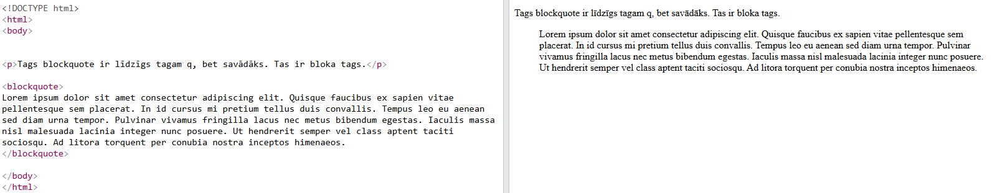 <!DOCTYPE html>
<html>
<body>
<p>Tags blockquote ir līdzīgs tagam q, bet savādāks. Tas ir bloka tags.</p>
<blockquote>
Lorem ipsum dolor sit amet consectetur adipiscing elit. Quisque faucibus ex sapien vitae
pellentesque sem placerat. In id cursus mi pretium tellus duis convallis. Tempus leo eu aenean
sed diam urna tempor. Pulvinar vivamus fringilla lacus nec metus bibendum egestas. Iaculis massa
nisl malesuada lacinia integer nunc posuere. Ut hendrerit semper vel class aptent taciti
sociosqu. Ad litora torquent per conubia nostra inceptos himenaeos.
</blockquote>
</body>
</html>
Tags blockquote ir līdzīgs tagam q, bet savādāks. Tas ir bloka tags.
Lorem ipsum dolor sit amet consectetur adipiscing elit. Quisque faucibus ex sapien vitae pellentesque sem
placerat. In id cursus mi pretium tellus duis convallis. Tempus leo eu aenean sed diam urna tempor. Pulvinar
vivamus fringilla lacus nec metus bibendum egestas. Iaculis massa nisl malesuada lacinia integer nunc posuere.
Ut hendrerit semper vel class aptent taciti sociosqu. Ad litora torquent per conubia nostra inceptos himenaeos.